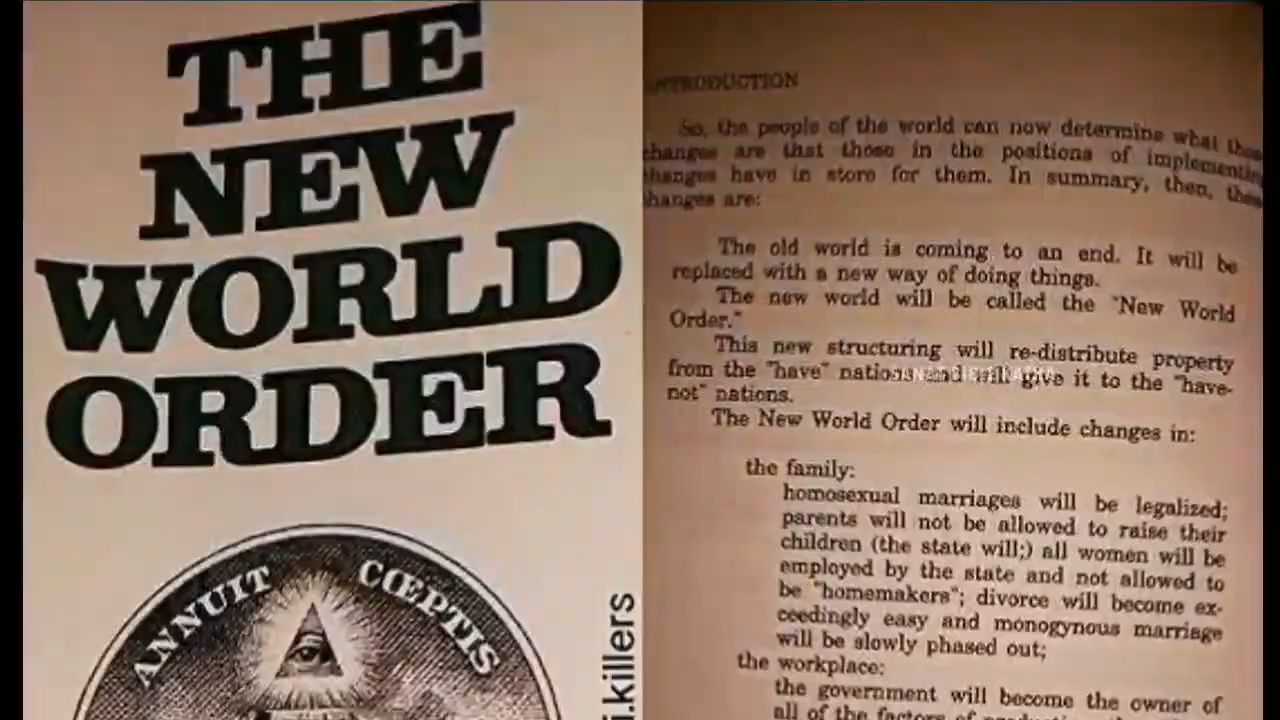 THE
NEW
WORLD
ORDER
ANNUIT CŒPTIS
i.killers
INTRODUCTION
So, the people of the world can now determine what
changes are that those in the positions of
changes have in store for them. In summary, then,
changes are:
The old world is coming to an end. It will be
replaced with a new way of doing things.
The new world will be called the "New World
Order."
This new structuring will re-distribute property
from the "have" nations and will give it to the "have-
not" nations.
The New World Order will include changes in:
the family:
homosexual marriages will be legalized;
parents will not be allowed to raise their
children (the state will;) all women will be
employed by the state and not allowed to
be "homemakers"; divorce will become ex-
ceedingly easy and monogynous marriage
will be slowly phased out;
the workplace:
the government will become the owner of
all of the factors of